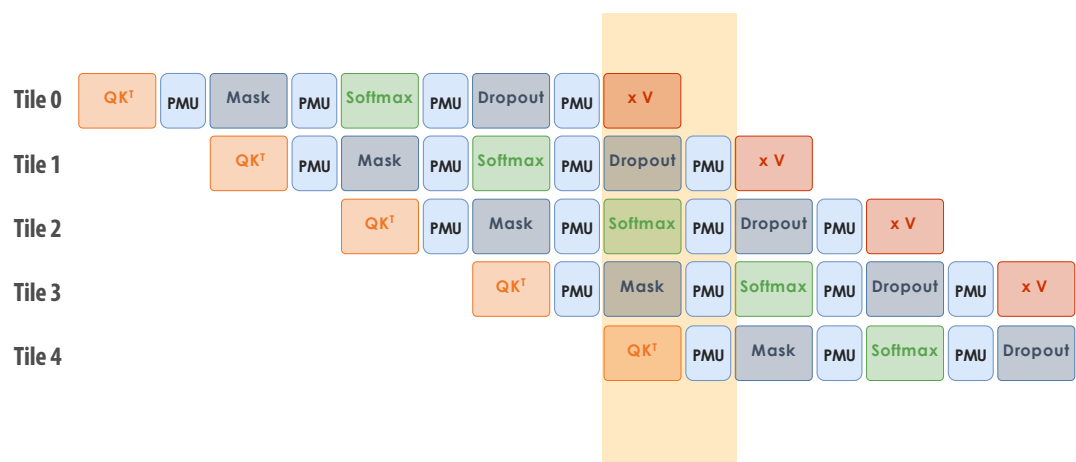 Tile 0 QKᵀ PMU Mask PMU Softmax PMU Dropout PMU x V
Tile 1 QKᵀ PMU Mask PMU Softmax PMU Dropout PMU x V
Tile 2 QKᵀ PMU Mask PMU Softmax PMU Dropout PMU x V
Tile 3 QKᵀ PMU Mask PMU Softmax PMU Dropout PMU x V
Tile 4 QKᵀ PMU Mask PMU Softmax PMU Dropout